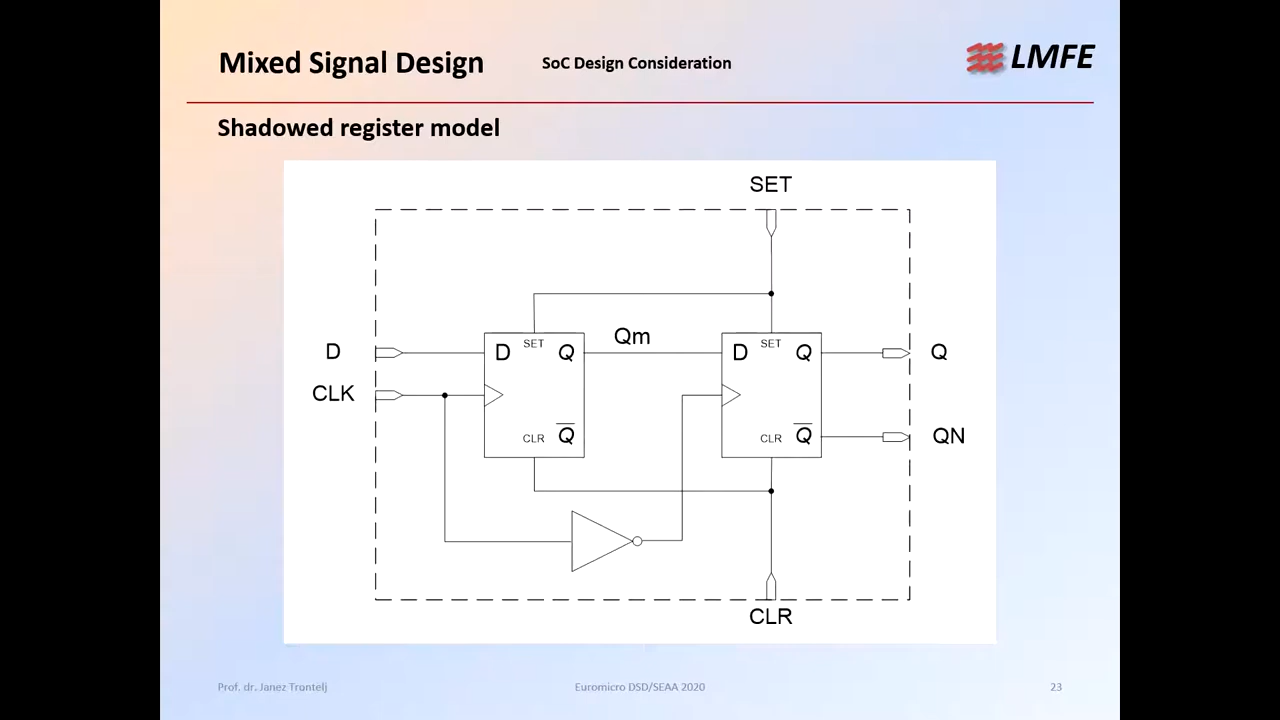 Mixed Signal Design
SoC Design Consideration
LMFE
Shadowed register model
SET
D
CLK
D SET Q
CLR Q
Qm
D SET Q
CLR Q
Q
QN
CLR
Prof. dr. Janez Trontelj
Euromicro DSD/SEAA 2020
23